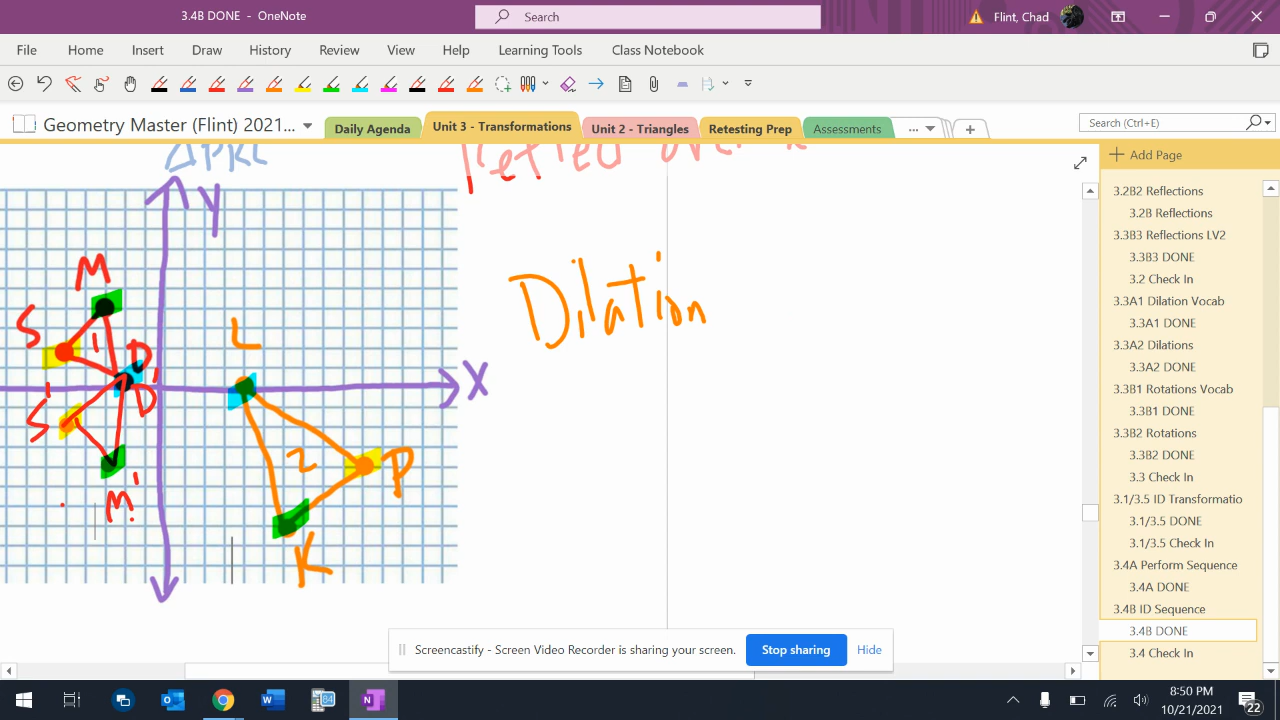 3.4B DONE - OneNote
Search
Flint, Chad
File Home Insert Draw History Review View Help Learning Tools Class Notebook
Geometry Master (Flint) 2021...
Daily Agenda
Unit 3 - Transformations
Unit 2 - Triangles
Retesting Prep
Assessments
...
Search (Ctrl+E)
Add Page
3.2B2 Reflections
3.2B Reflections
3.3B3 Reflections LV2
3.3B3 DONE
3.2 Check In
3.3A1 Dilation Vocab
3.3A1 DONE
3.3A2 Dilations
3.3A2 DONE
3.3B1 Rotations Vocab
3.3B1 DONE
3.3B2 Rotations
3.3B2 DONE
3.3 Check In
3.1/3.5 ID Transformatio
3.1/3.5 DONE
3.1/3.5 Check In
3.4A Perform Sequence
3.4A DONE
3.4B ID Sequence
3.4B DONE
3.4 Check In
Y
M
S
1
D
L
X
D'
S'
2
P
M'
K
Dilation
Screencastify - Screen Video Recorder is sharing your screen.
Stop sharing
Hide
84
8:50 PM
10/21/2021
22